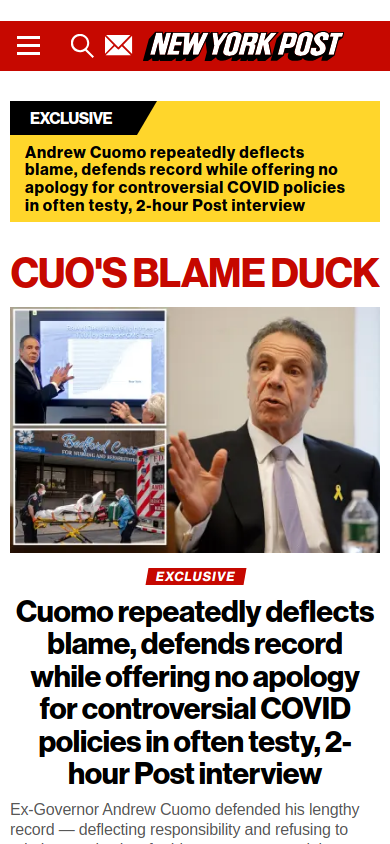 NEW YORK POST
EXCLUSIVE
Andrew Cuomo repeatedly deflects
blame, defends record while offering no
apology for controversial COVID policies
in often testy, 2-hour Post interview
CUO'S BLAME DUCK
Bedford Center
FOR NURSING AND REHABILITATION
EXCLUSIVE
Cuomo repeatedly deflects
blame, defends record
while offering no apology
for controversial COVID
policies in often testy, 2-
hour Post interview
Ex-Governor Andrew Cuomo defended his lengthy
record — deflecting responsibility and refusing to